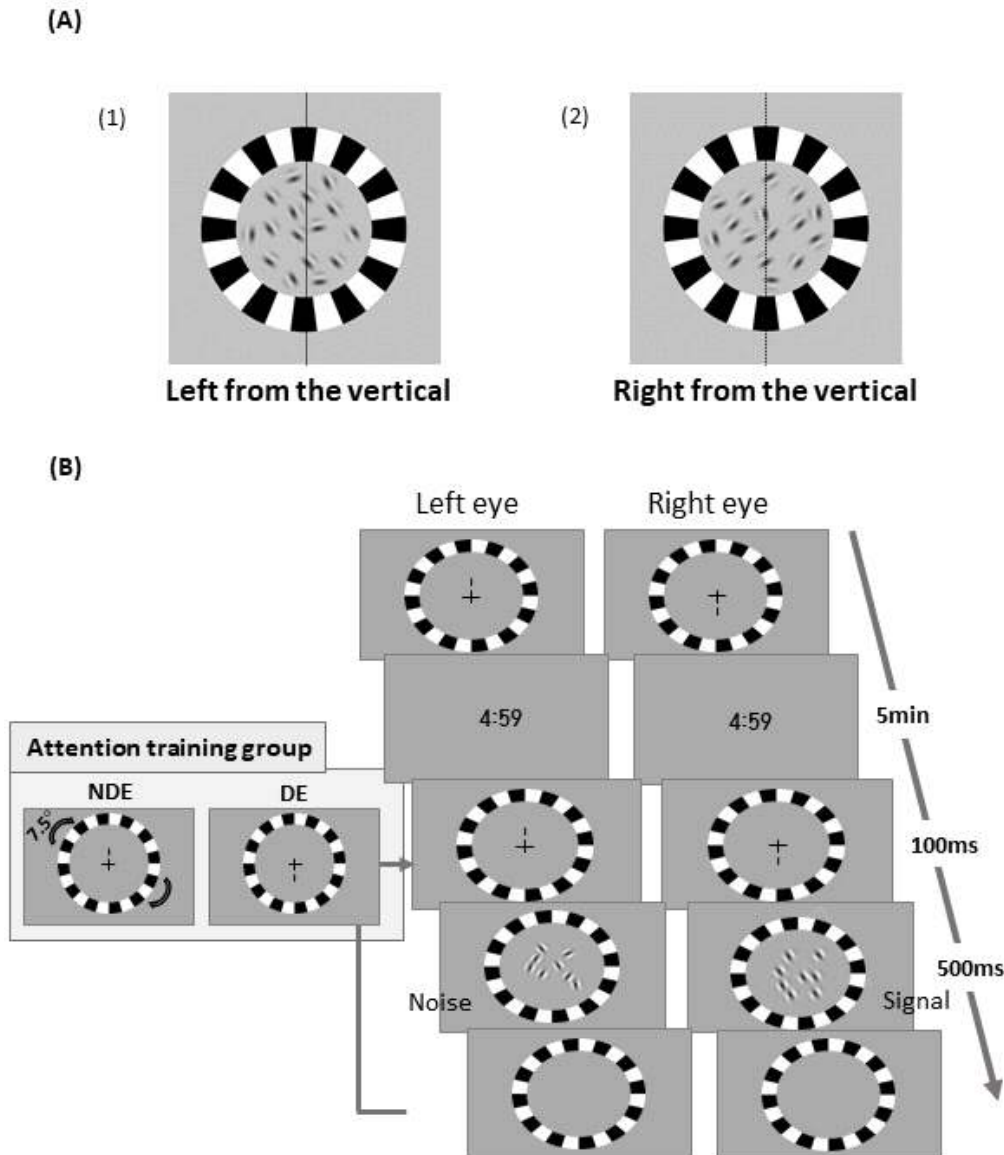 (A)
(1)
(2)
Left from the vertical
Right from the vertical
(B)
Left eye
Right eye
4:59
4:59
5min
Attention training group
NDE
DE
7.5°
100ms
500ms
Noise
Signal